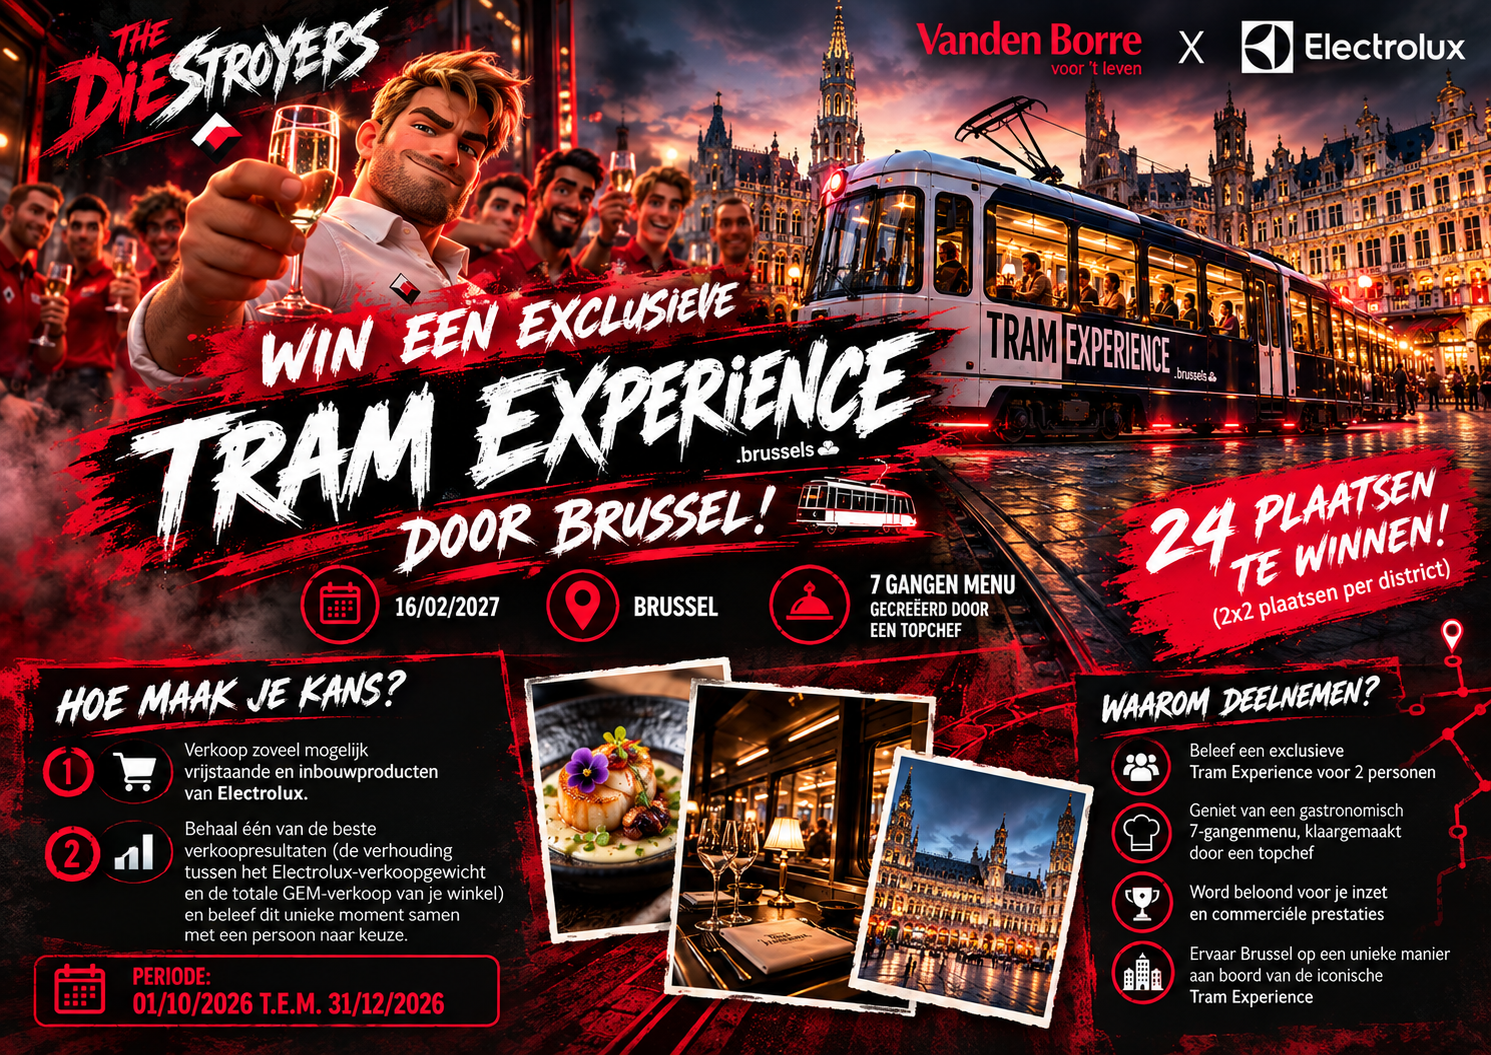 THE
DIESTROYERS
Vanden Borre
voor 't leven
X
Electrolux
WIN EEN EXCLUSIEVE
TRAM EXPERIENCE
.brussels
DOOR BRUSSEL!
TRAM EXPERIENCE
.brussels
24 PLAATSEN
TE WINNEN!
(2x2 plaatsen per district)
16/02/2027
BRUSSEL
7 GANGEN MENU
GECREËERD DOOR
EEN TOPCHEF
HOE MAAK JE KANS?
1
Verkoop zoveel mogelijk
vrijstaande en inbouwproducten
van Electrolux.
2
Behaal één van de beste
verkoopresultaten (de verhouding
tussen het Electrolux-verkoopgewicht
en de totale GEM-verkoop van je winkel)
en beleef dit unieke moment samen
met een persoon naar keuze.
PERIODE:
01/10/2026 T.E.M. 31/12/2026
WAAROM DEELNEMEN?
Beleef een exclusieve
Tram Experience voor 2 personen
Geniet van een gastronomisch
7-gangenmenu, klaargemaakt
door een topchef
Word beloond voor je inzet
en commerciéle prestaties
Ervaar Brussel op een unieke manier
aan boord van de iconische
Tram Experience